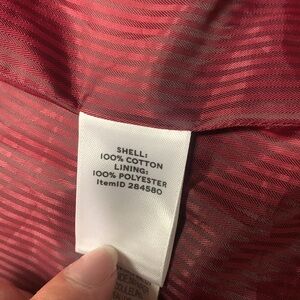 SHELL:
100% COTTON
LINING:
100% POLYESTER
ItemID 284580